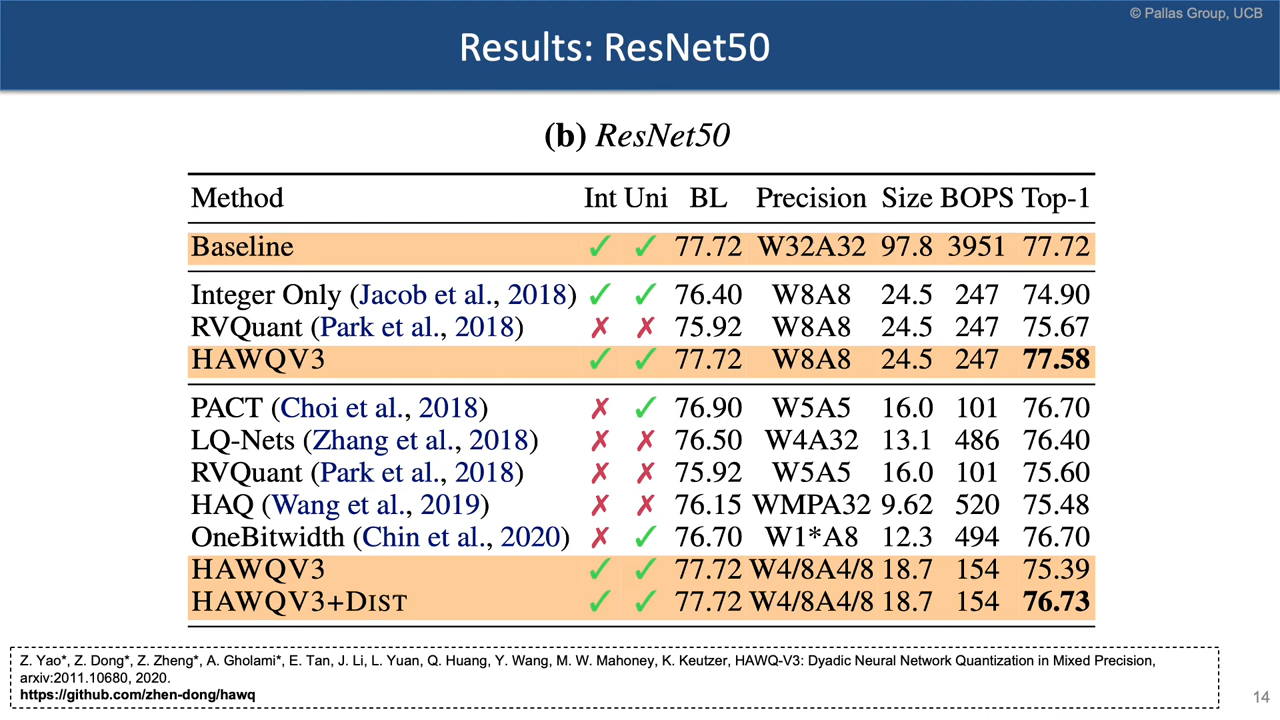 © Pallas Group, UCB
Results: ResNet50
(b) ResNet50
Method Int Uni BL Precision Size BOPS Top-1
Baseline ✓ ✓ 77.72 W32A32 97.8 3951 77.72
Integer Only (Jacob et al., 2018) ✓ ✓ 76.40 W8A8 24.5 247 74.90
RVQuant (Park et al., 2018) ✗ ✗ 75.92 W8A8 24.5 247 75.67
HAWQV3 ✓ ✓ 77.72 W8A8 24.5 247 77.58
PACT (Choi et al., 2018) ✗ ✓ 76.90 W5A5 16.0 101 76.70
LQ-Nets (Zhang et al., 2018) ✗ ✗ 76.50 W4A32 13.1 486 76.40
RVQuant (Park et al., 2018) ✗ ✗ 75.92 W5A5 16.0 101 75.60
HAQ (Wang et al., 2019) ✗ ✗ 76.15 WMPA32 9.62 520 75.48
OneBitwidth (Chin et al., 2020) ✗ ✓ 76.70 W1*A8 12.3 494 76.70
HAWQV3 ✓ ✓ 77.72 W4/8A4/8 18.7 154 75.39
HAWQV3+DIST ✓ ✓ 77.72 W4/8A4/8 18.7 154 76.73
Z. Yao*, Z. Dong*, Z. Zheng*, A. Gholami*, E. Tan, J. Li, L. Yuan, Q. Huang, Y. Wang, M. W. Mahoney, K. Keutzer, HAWQ-V3: Dyadic Neural Network Quantization in Mixed Precision,
arxiv:2011.10680, 2020.
https://github.com/zhen-dong/hawq
14